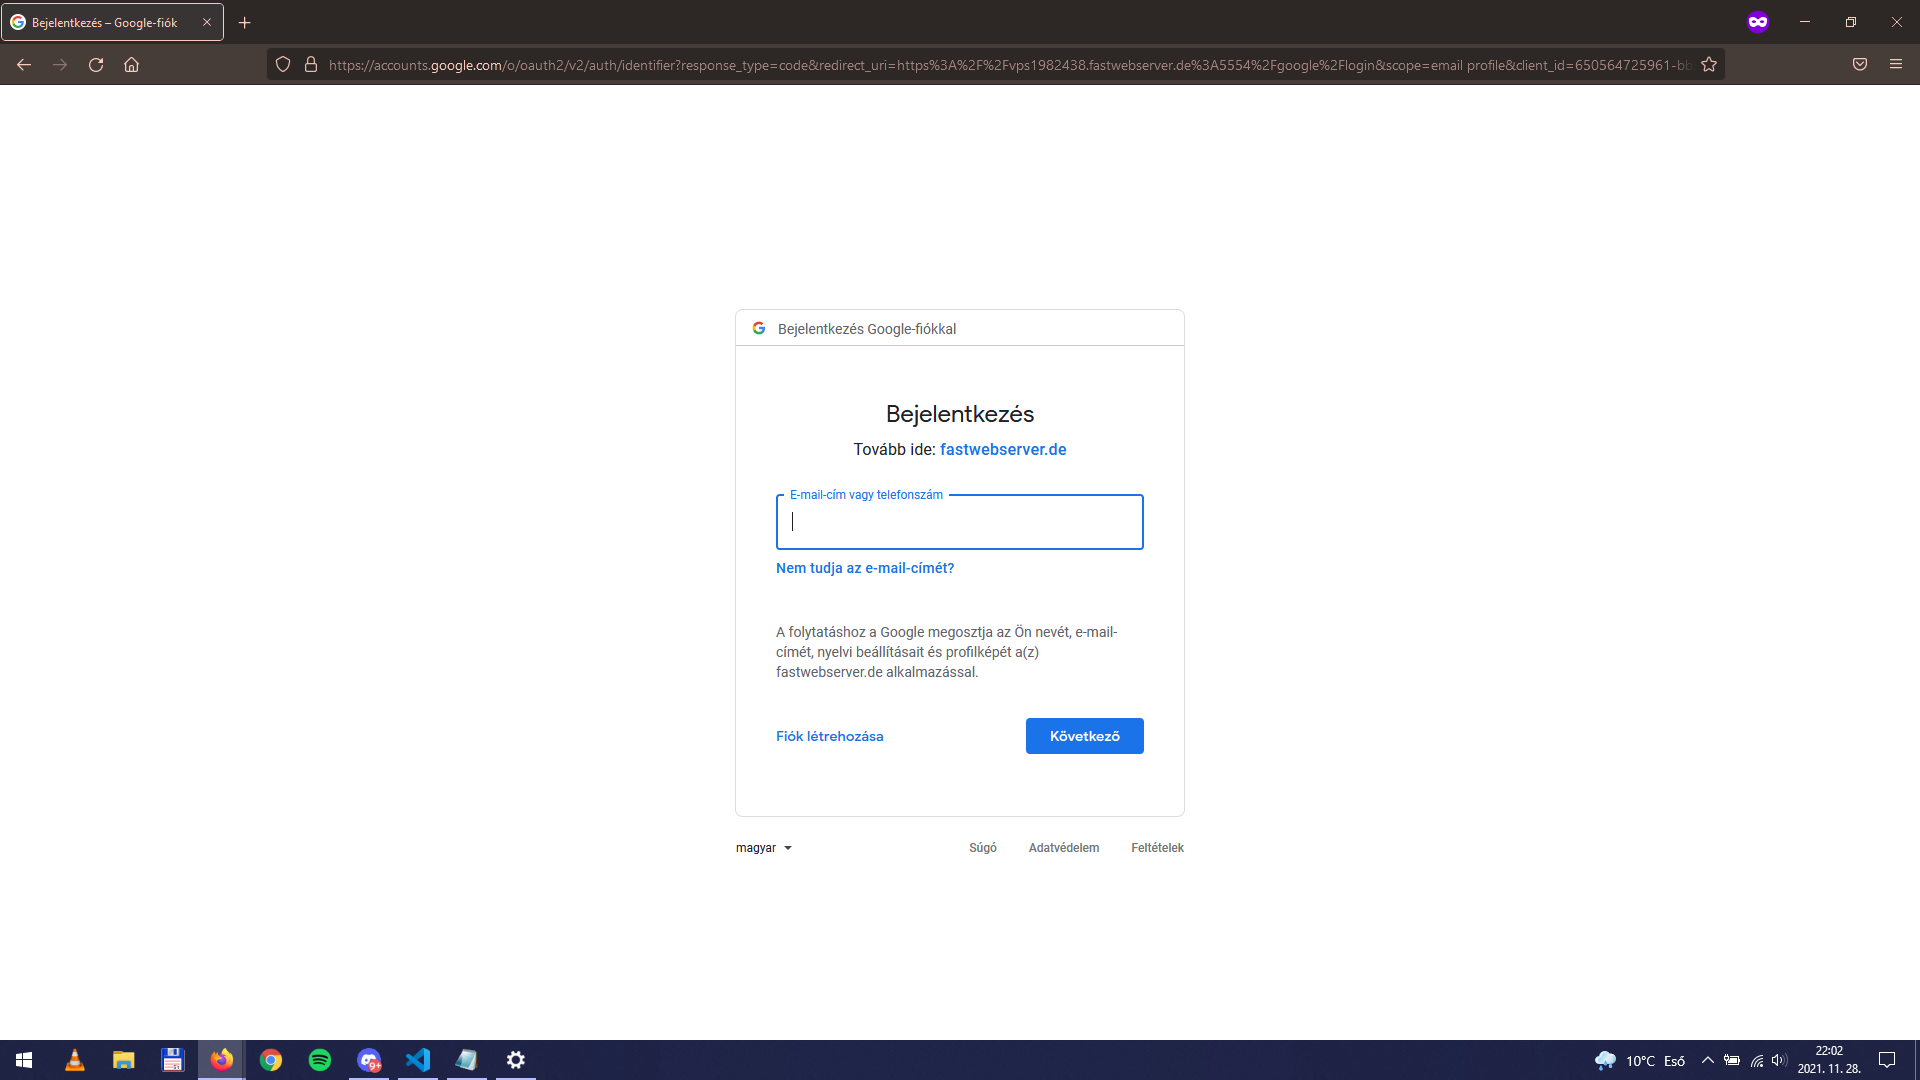 Bejelentkezés – Google-fiók
https://accounts.google.com/o/oauth2/v2/auth/identifier?response_type=code&redirect_uri=https%3A%2F%2Fvps1982438.fastwebserver.de%3A5554%2Fgoogle%2Flogin&scope=email profile&client_id=650564725961-bb
Bejelentkezés Google-fiókkal
Bejelentkezés
Tovább ide: fastwebserver.de
E-mail-cím vagy telefonszám
Nem tudja az e-mail-címét?
A folytatáshoz a Google megosztja az Ön nevét, e-mail-
címét, nyelvi beállításait és profilképét a(z)
fastwebserver.de alkalmazással.
Fiók létrehozása
Következő
magyar
Súgó Adatvédelem Feltételek
9+
10°C Eső
22:02
2021. 11. 28.